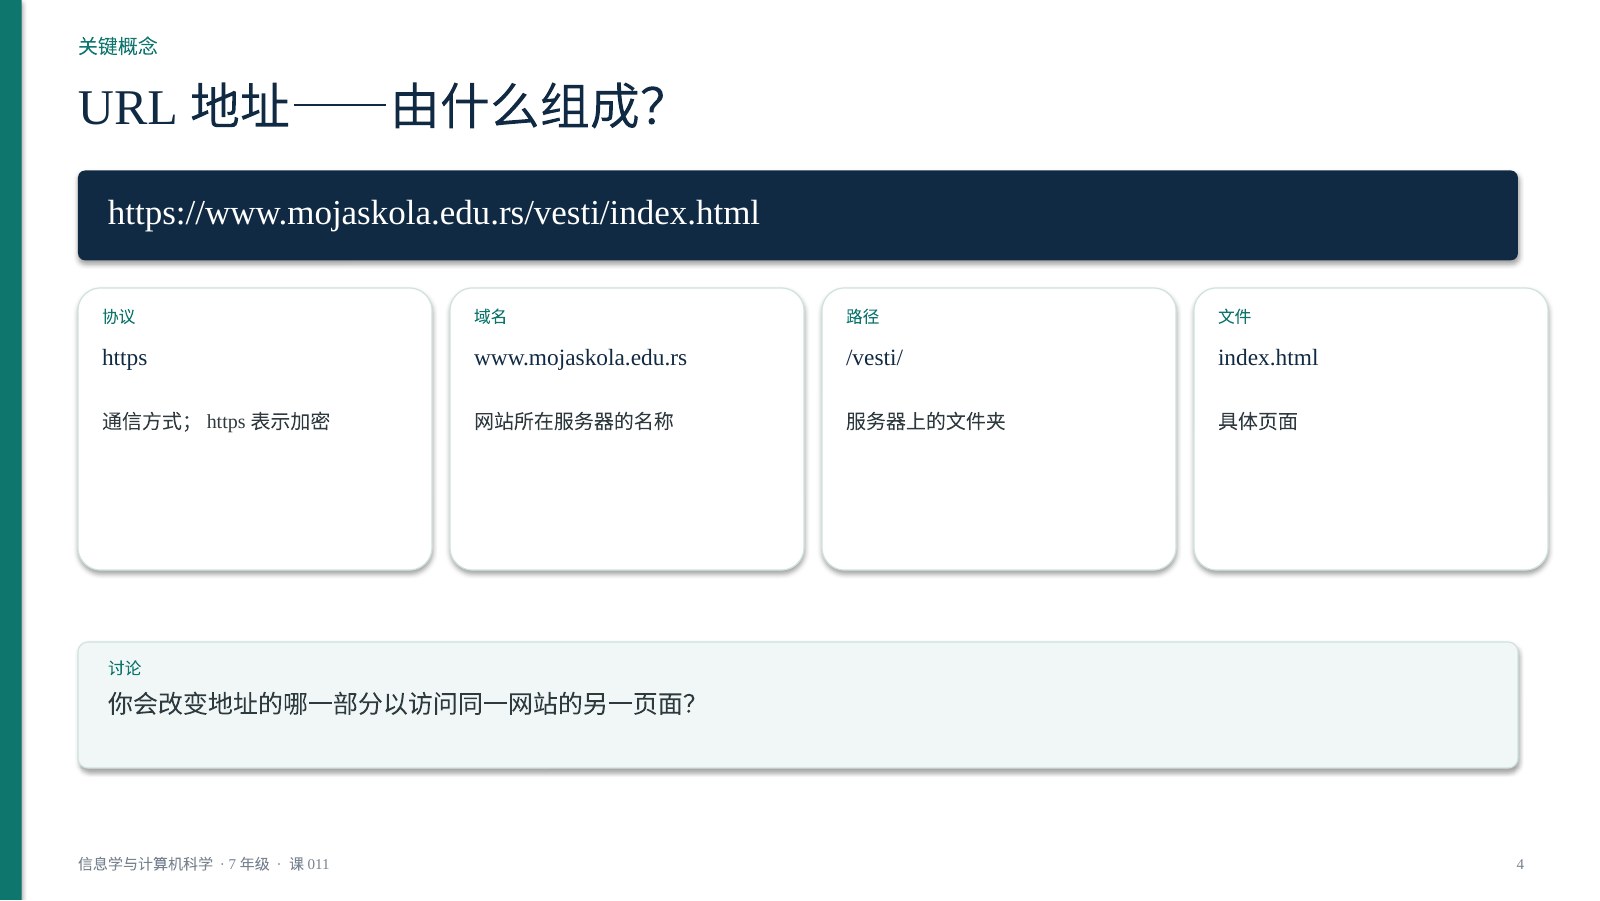 关键概念
URL 地址——由什么组成？
https://www.mojaskola.edu.rs/vesti/index.html
协议
https
通信方式； https 表示加密
域名
www.mojaskola.edu.rs
网站所在服务器的名称
路径
/vesti/
服务器上的文件夹
文件
index.html
具体页面
讨论
你会改变地址的哪一部分以访问同一网站的另一页面？
信息学与计算机科学 · 7 年级 · 课 011
4